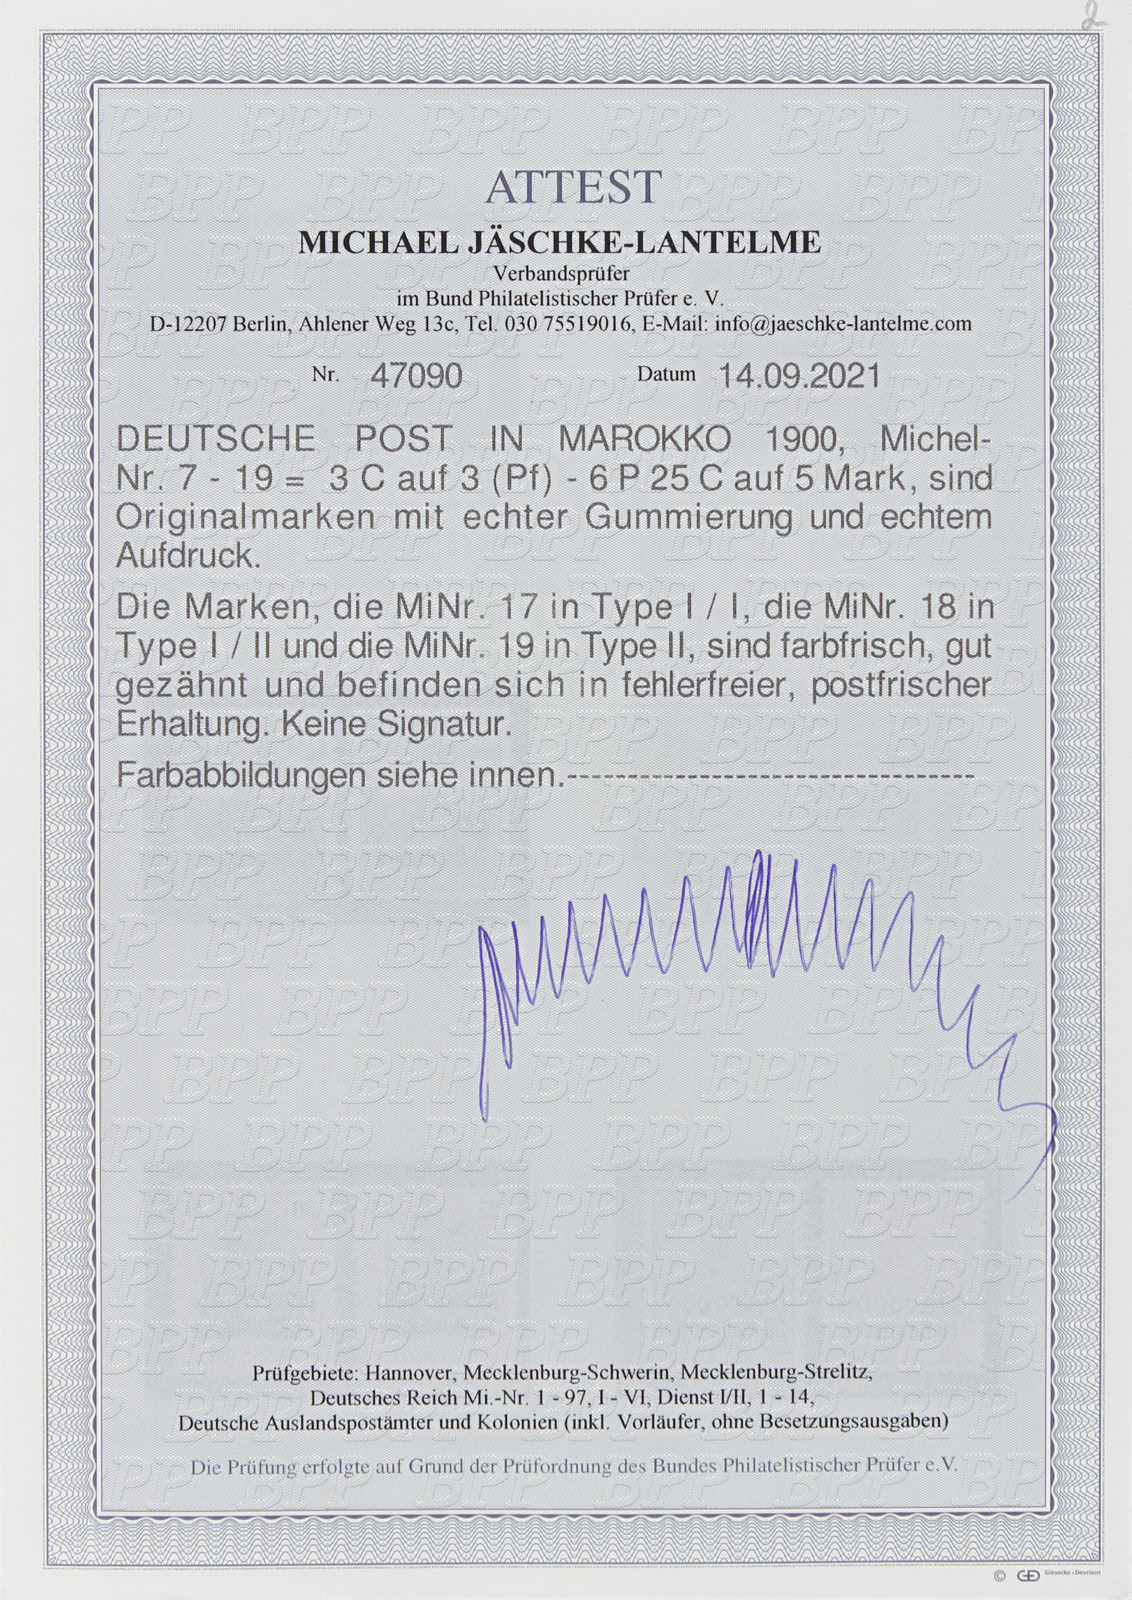 2
ATTEST
MICHAEL JÄSCHKE-LANTELME
Verbandsprüfer
im Bund Philatelistischer Prüfer e. V.
D-12207 Berlin, Ahlener Weg 13c, Tel. 030 75519016, E-Mail: info@jaeschke-lantelme.com
Nr. 47090 Datum 14.09.2021
DEUTSCHE POST IN MAROKKO 1900, Michel-
Nr. 7 - 19 = 3 C auf 3 (Pf) - 6 P 25 C auf 5 Mark, sind
Originalmarken mit echter Gummierung und echtem
Aufdruck.
Die Marken, die MiNr. 17 in Type I / I, die MiNr. 18 in
Type I / II und die MiNr. 19 in Type II, sind farbfrisch, gut
gezähnt und befinden sich in fehlerfreier, postfrischer
Erhaltung. Keine Signatur.
Farbabbildungen siehe innen.----------------------------------
Prüfgebiete: Hannover, Mecklenburg-Schwerin, Mecklenburg-Strelitz,
Deutsches Reich Mi.-Nr. 1 - 97, I - VI, Dienst I/II, 1 - 14,
Deutsche Auslandspostämter und Kolonien (inkl. Vorläufer, ohne Besetzungsausgaben)
Die Prüfung erfolgte auf Grund der Prüfordnung des Bundes Philatelistischer Prüfer e.V.
© GD Giesecke & Devrient